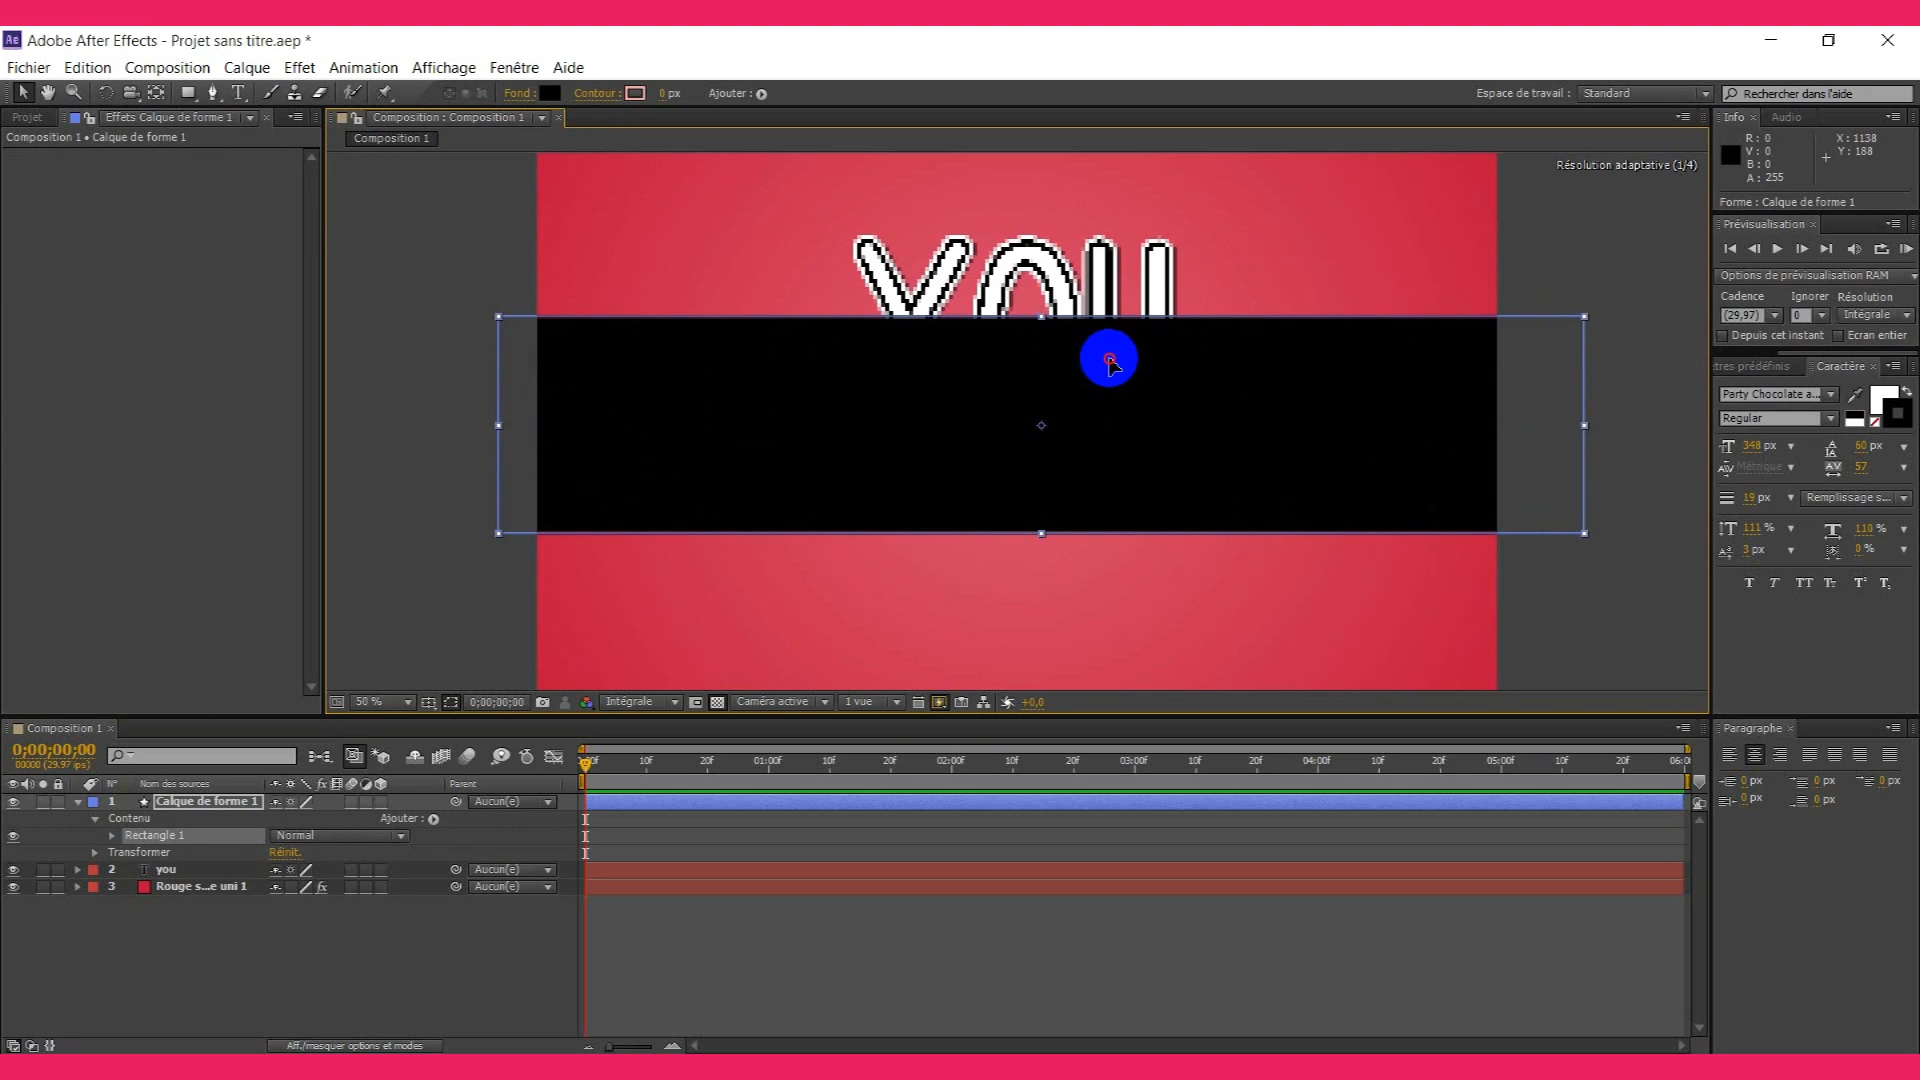 Adobe After Effects - Projet sans titre.aep *
Fichier Edition Composition Calque Effet Animation Affichage Fenêtre Aide
Fond : Contour : 0 px Ajouter : Espace de travail : Standard Rechercher dans l'aide
Projet Effets Calque de forme 1 Composition : Composition 1 Info Audio
Composition 1 • Calque de forme 1 Composition 1
R : 0 X : 1138
V : 0 Y : 188
B : 0
A : 255
Résolution adaptative (1/4)
Forme : Calque de forme 1
Prévisualisation
Options de prévisualisation RAM
Cadence Ignorer Résolution
(29,97) 0 Intégrale
Depuis cet instant Ecran entier
tres prédéfinis Caractère
Party Chocolate a...
Regular
348 px 60 px
Métrique 57
19 px Remplissage s...
111 % 110 %
3 px 0 %
T T TT Tr T¹ T₁
50 % 0;00;00;00 Intégrale Caméra active 1 vue +0,0
Composition 1 Paragraphe
0;00;00;00
00000 (29.97 ips)
10f 20f 01:00f 10f 20f 02:00f 10f 20f 03:00f 10f 20f 04:00f 10f 20f 05:00f 10f 20f 06:0
N° Nom des sources fx Parent
0 px 0 px 0 px
0 px 0 px
1 Calque de forme 1 Aucun(e)
Contenu Ajouter :
Rectangle 1 Normal
Transformer Réinit.
2 T you Aucun(e)
3 Rouge s...e uni 1 fx Aucun(e)
Aff./masquer options et modes